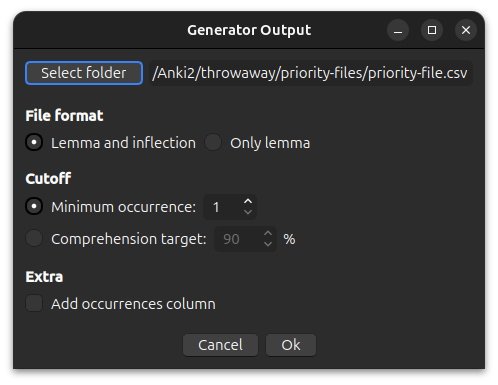 Generator Output
Select folder /Anki2/throwaway/priority-files/priority-file.csv
File format
Lemma and inflection Only lemma
Cutoff
Minimum occurrence: 1
Comprehension target: 90 %
Extra
Add occurrences column
Cancel Ok